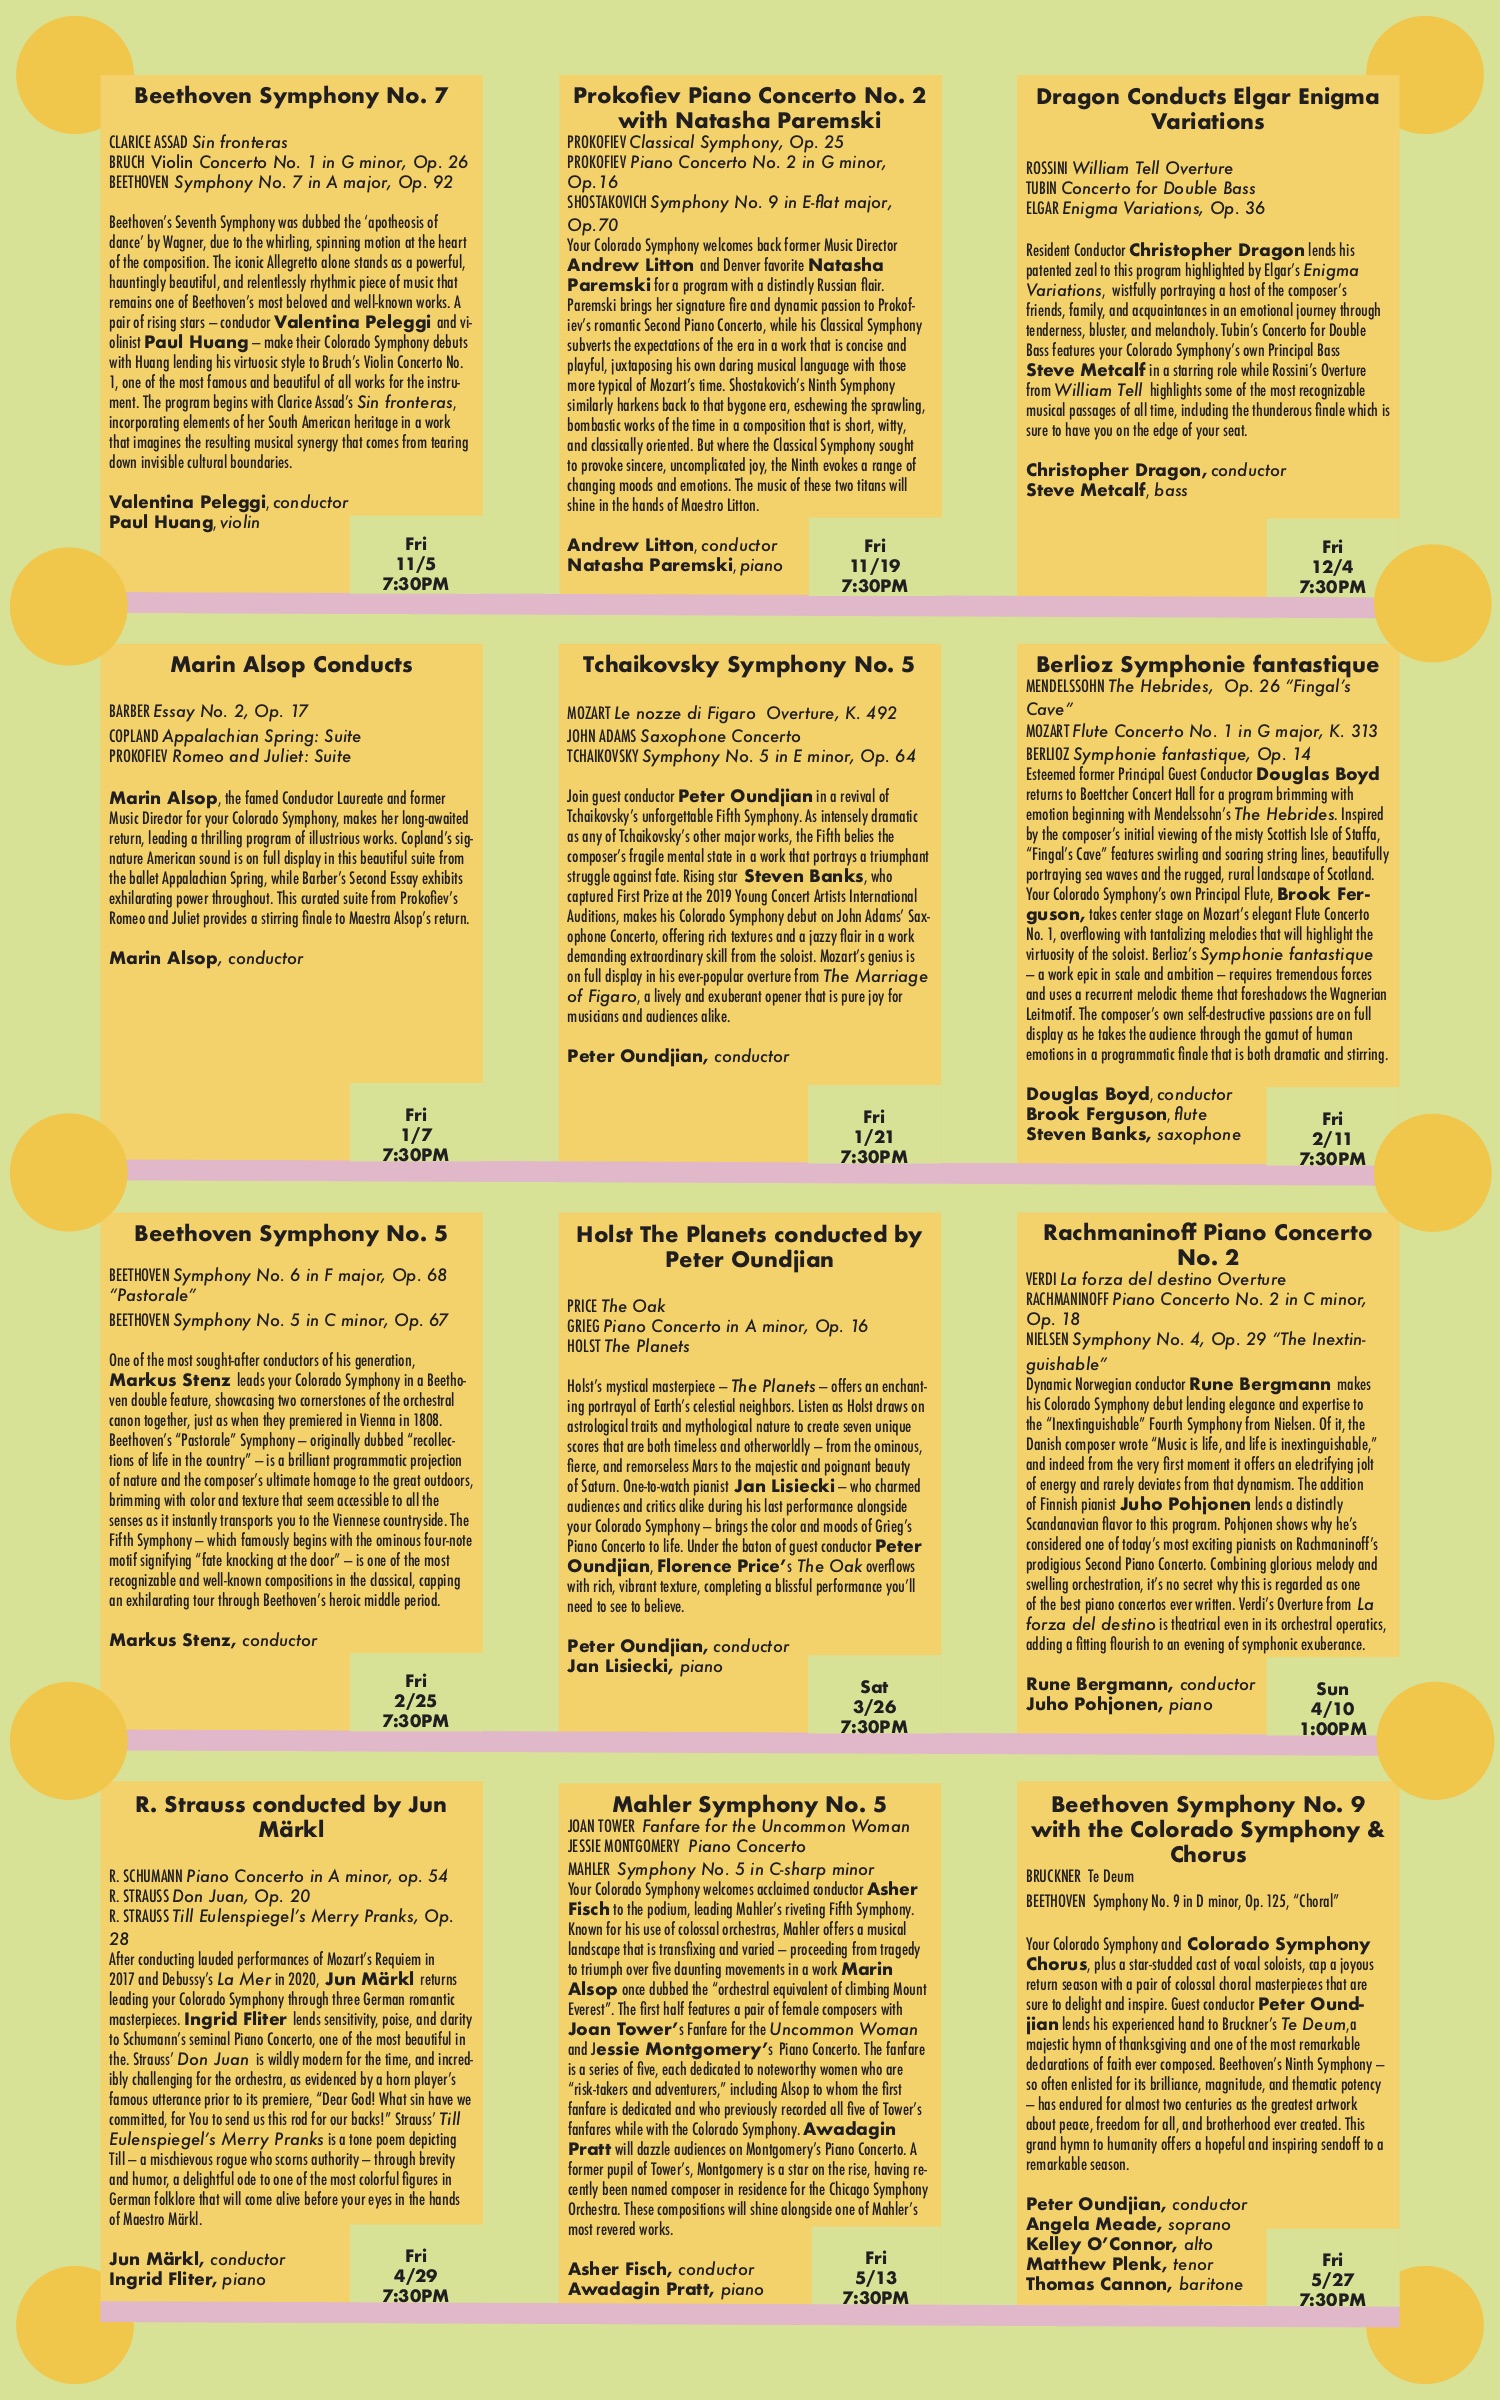 Beethoven Symphony No. 7
CLARICE ASSAD Sin fronteras
BRUCH Violin Concerto No. 1 in G minor, Op. 26
BEETHOVEN Symphony No. 7 in A major, Op. 92
Beethoven's Seventh Symphony was dubbed the 'apotheosis of
dance' by Wagner, due to the whirling, spinning motion at the heart
of the composition. The iconic Allegretto alone stands as a powerful,
hauntingly beautiful, and relentlessly rhythmic piece of music that
remains one of Beethoven's most beloved and well-known works. A
pair of rising stars – conductor Valentina Peleggi and vi-
olinist Paul Huang – make their Colorado Symphony debuts
with Huang lending his virtuosic style to Bruch's Violin Concerto No.
1, one of the most famous and beautiful of all works for the instru-
ment. The program begins with Clarice Assad's Sin fronteras,
incorporating elements of her South American heritage in a work
that imagines the resulting musical synergy that comes from tearing
down invisible cultural boundaries.
Valentina Peleggi, conductor
Paul Huang, violin
Fri
11/5
7:30PM
Prokofiev Piano Concerto No. 2
with Natasha Paremski
PROKOFIEV Classical Symphony, Op. 25
PROKOFIEV Piano Concerto No. 2 in G minor,
Op.16
SHOSTAKOVICH Symphony No. 9 in E-flat major,
Op.70
Your Colorado Symphony welcomes back former Music Director
Andrew Litton and Denver favorite Natasha
Paremski for a program with a distinctly Russian flair.
Paremski brings her signature fire and dynamic passion to Prokof-
iev's romantic Second Piano Concerto, while his Classical Symphony
subverts the expectations of the era in a work that is concise and
playful, juxtaposing his own daring musical language with those
more typical of Mozart's time. Shostakovich's Ninth Symphony
similarly harkens back to that bygone era, eschewing the sprawling,
bombastic works of the time in a composition that is short, witty,
and classically oriented. But where the Classical Symphony sought
to provoke sincere, uncomplicated joy, the Ninth evokes a range of
changing moods and emotions. The music of these two titans will
shine in the hands of Maestro Litton.
Andrew Litton, conductor
Natasha Paremski, piano
Fri
11/19
7:30PM
Dragon Conducts Elgar Enigma
Variations
ROSSINI William Tell Overture
TUBIN Concerto for Double Bass
ELGAR Enigma Variations, Op. 36
Resident Conductor Christopher Dragon lends his
patented zeal to this program highlighted by Elgar's Enigma
Variations, wistfully portraying a host of the composer's
friends, family, and acquaintances in an emotional journey through
tenderness, bluster, and melancholy. Tubin's Concerto for Double
Bass features your Colorado Symphony's own Principal Bass
Steve Metcalf in a starring role while Rossini's Overture
from William Tell highlights some of the most recognizable
musical passages of all time, including the thunderous finale which is
sure to have you on the edge of your seat.
Christopher Dragon, conductor
Steve Metcalf, bass
Fri
12/4
7:30PM
Marin Alsop Conducts
BARBER Essay No. 2, Op. 17
COPLAND Appalachian Spring: Suite
PROKOFIEV Romeo and Juliet: Suite
Marin Alsop, the famed Conductor Laureate and former
Music Director for your Colorado Symphony, makes her long-awaited
return, leading a thrilling program of illustrious works. Copland's sig-
nature American sound is on full display in this beautiful suite from
the ballet Appalachian Spring, while Barber's Second Essay exhibits
exhilarating power throughout. This curated suite from Prokofiev's
Romeo and Juliet provides a stirring finale to Maestra Alsop's return.
Marin Alsop, conductor
Fri
1/7
7:30PM
Tchaikovsky Symphony No. 5
MOZART Le nozze di Figaro Overture, K. 492
JOHN ADAMS Saxophone Concerto
TCHAIKOVSKY Symphony No. 5 in E minor, Op. 64
Join guest conductor Peter Oundjian in a revival of
Tchaikovsky's unforgettable Fifth Symphony. As intensely dramatic
as any of Tchaikovsky's other major works, the Fifth belies the
composer's fragile mental state in a work that portrays a triumphant
struggle against fate. Rising star Steven Banks, who
captured First Prize at the 2019 Young Concert Artists International
Auditions, makes his Colorado Symphony debut on John Adams' Sax-
ophone Concerto, offering rich textures and a jazzy flair in a work
demanding extraordinary skill from the soloist. Mozart's genius is
on full display in his ever-popular overture from The Marriage
of Figaro, a lively and exuberant opener that is pure joy for
musicians and audiences alike.
Peter Oundjian, conductor
Fri
1/21
7:30PM
Berlioz Symphonie fantastique
MENDELSSOHN The Hebrides, Op. 26 "Fingal's
Cave"
MOZART Flute Concerto No. 1 in G major, K. 313
BERLIOZ Symphonie fantastique, Op. 14
Esteemed former Principal Guest Conductor Douglas Boyd
returns to Boettcher Concert Hall for a program brimming with
emotion beginning with Mendelssohn's The Hebrides. Inspired
by the composer's initial viewing of the misty Scottish Isle of Staffa,
"Fingal's Cave" features swirling and soaring string lines, beautifully
portraying sea waves and the rugged, rural landscape of Scotland.
Your Colorado Symphony's own Principal Flute, Brook Fer-
guson, takes center stage on Mozart's elegant Flute Concerto
No. 1, overflowing with tantalizing melodies that will highlight the
virtuosity of the soloist. Berlioz's Symphonie fantastique
– a work epic in scale and ambition – requires tremendous forces
and uses a recurrent melodic theme that foreshadows the Wagnerian
Leitmotif. The composer's own self-destructive passions are on full
display as he takes the audience through the gamut of human
emotions in a programmatic finale that is both dramatic and stirring.
Douglas Boyd, conductor
Brook Ferguson, flute
Steven Banks, saxophone
Fri
2/11
7:30PM
Beethoven Symphony No. 5
BEETHOVEN Symphony No. 6 in F major, Op. 68
"Pastorale"
BEETHOVEN Symphony No. 5 in C minor, Op. 67
One of the most sought-after conductors of his generation,
Markus Stenz leads your Colorado Symphony in a Beetho-
ven double feature, showcasing two cornerstones of the orchestral
canon together, just as when they premiered in Vienna in 1808.
Beethoven's "Pastorale" Symphony – originally dubbed "recollec-
tions of life in the country" – is a brilliant programmatic projection
of nature and the composer's ultimate homage to the great outdoors,
brimming with color and texture that seem accessible to all the
senses as it instantly transports you to the Viennese countryside. The
Fifth Symphony – which famously begins with the ominous four-note
motif signifying "fate knocking at the door" – is one of the most
recognizable and well-known compositions in the classical, capping
an exhilarating tour through Beethoven's heroic middle period.
Markus Stenz, conductor
Fri
2/25
7:30PM
Holst The Planets conducted by
Peter Oundjian
PRICE The Oak
GRIEG Piano Concerto in A minor, Op. 16
HOLST The Planets
Holst's mystical masterpiece – The Planets – offers an enchant-
ing portrayal of Earth's celestial neighbors. Listen as Holst draws on
astrological traits and mythological nature to create seven unique
scores that are both timeless and otherworldly – from the ominous,
fierce, and remorseless Mars to the majestic and poignant beauty
of Saturn. One-to-watch pianist Jan Lisiecki – who charmed
audiences and critics alike during his last performance alongside
your Colorado Symphony – brings the color and moods of Grieg's
Piano Concerto to life. Under the baton of guest conductor Peter
Oundjian, Florence Price's The Oak overflows
with rich, vibrant texture, completing a blissful performance you'll
need to see to believe.
Peter Oundjian, conductor
Jan Lisiecki, piano
Sat
3/26
7:30PM
Rachmaninoff Piano Concerto
No. 2
VERDI La forza del destino Overture
RACHMANINOFF Piano Concerto No. 2 in C minor,
Op. 18
NIELSEN Symphony No. 4, Op. 29 "The Inextin-
guishable"
Dynamic Norwegian conductor Rune Bergmann makes
his Colorado Symphony debut lending elegance and expertise to
the "Inextinguishable" Fourth Symphony from Nielsen. Of it, the
Danish composer wrote "Music is life, and life is inextinguishable,"
and indeed from the very first moment it offers an electrifying jolt
of energy and rarely deviates from that dynamism. The addition
of Finnish pianist Juho Pohjonen lends a distinctly
Scandanavian flavor to this program. Pohjonen shows why he's
considered one of today's most exciting pianists on Rachmaninoff's
prodigious Second Piano Concerto. Combining glorious melody and
swelling orchestration, it's no secret why this is regarded as one
of the best piano concertos ever written. Verdi's Overture from La
forza del destino is theatrical even in its orchestral operatics,
adding a fitting flourish to an evening of symphonic exuberance.
Rune Bergmann, conductor
Juho Pohjonen, piano
Sun
4/10
1:00PM
R. Strauss conducted by Jun
Märkl
R. SCHUMANN Piano Concerto in A minor, op. 54
R. STRAUSS Don Juan, Op. 20
R. STRAUSS Till Eulenspiegel's Merry Pranks, Op.
28
After conducting lauded performances of Mozart's Requiem in
2017 and Debussy's La Mer in 2020, Jun Märkl returns
leading your Colorado Symphony through three German romantic
masterpieces. Ingrid Fliter lends sensitivity, poise, and clarity
to Schumann's seminal Piano Concerto, one of the most beautiful in
the. Strauss' Don Juan is wildly modern for the time, and incred-
ibly challenging for the orchestra, as evidenced by a horn player's
famous utterance prior to its premiere, "Dear God! What sin have we
committed, for You to send us this rod for our backs!" Strauss' Till
Eulenspiegel's Merry Pranks is a tone poem depicting
Till – a mischievous rogue who scorns authority – through brevity
and humor, a delightful ode to one of the most colorful figures in
German folklore that will come alive before your eyes in the hands
of Maestro Märkl.
Jun Märkl, conductor
Ingrid Fliter, piano
Fri
4/29
7:30PM
Mahler Symphony No. 5
JOAN TOWER Fanfare for the Uncommon Woman
JESSIE MONTGOMERY Piano Concerto
MAHLER Symphony No. 5 in C-sharp minor
Your Colorado Symphony welcomes acclaimed conductor Asher
Fisch to the podium, leading Mahler's riveting Fifth Symphony.
Known for his use of colossal orchestras, Mahler offers a musical
landscape that is transfixing and varied – proceeding from tragedy
to triumph over five daunting movements in a work Marin
Alsop once dubbed the "orchestral equivalent of climbing Mount
Everest". The first half features a pair of female composers with
Joan Tower's Fanfare for the Uncommon Woman
and Jessie Montgomery's Piano Concerto. The fanfare
is a series of five, each dedicated to noteworthy women who are
"risk-takers and adventurers," including Alsop to whom the first
fanfare is dedicated and who previously recorded all five of Tower's
fanfares while with the Colorado Symphony. Awadagin
Pratt will dazzle audiences on Montgomery's Piano Concerto. A
former pupil of Tower's, Montgomery is a star on the rise, having re-
cently been named composer in residence for the Chicago Symphony
Orchestra. These compositions will shine alongside one of Mahler's
most revered works.
Asher Fisch, conductor
Awadagin Pratt, piano
Fri
5/13
7:30PM
Beethoven Symphony No. 9
with the Colorado Symphony &
Chorus
BRUCKNER Te Deum
BEETHOVEN Symphony No. 9 in D minor, Op. 125, "Choral"
Your Colorado Symphony and Colorado Symphony
Chorus, plus a star-studded cast of vocal soloists, cap a joyous
return season with a pair of colossal choral masterpieces that are
sure to delight and inspire. Guest conductor Peter Ound-
jian lends his experienced hand to Bruckner's Te Deum,a
majestic hymn of thanksgiving and one of the most remarkable
declarations of faith ever composed. Beethoven's Ninth Symphony –
so often enlisted for its brilliance, magnitude, and thematic potency
– has endured for almost two centuries as the greatest artwork
about peace, freedom for all, and brotherhood ever created. This
grand hymn to humanity offers a hopeful and inspiring sendoff to a
remarkable season.
Peter Oundjian, conductor
Angela Meade, soprano
Kelley O'Connor, alto
Matthew Plenk, tenor
Thomas Cannon, baritone
Fri
5/27
7:30PM